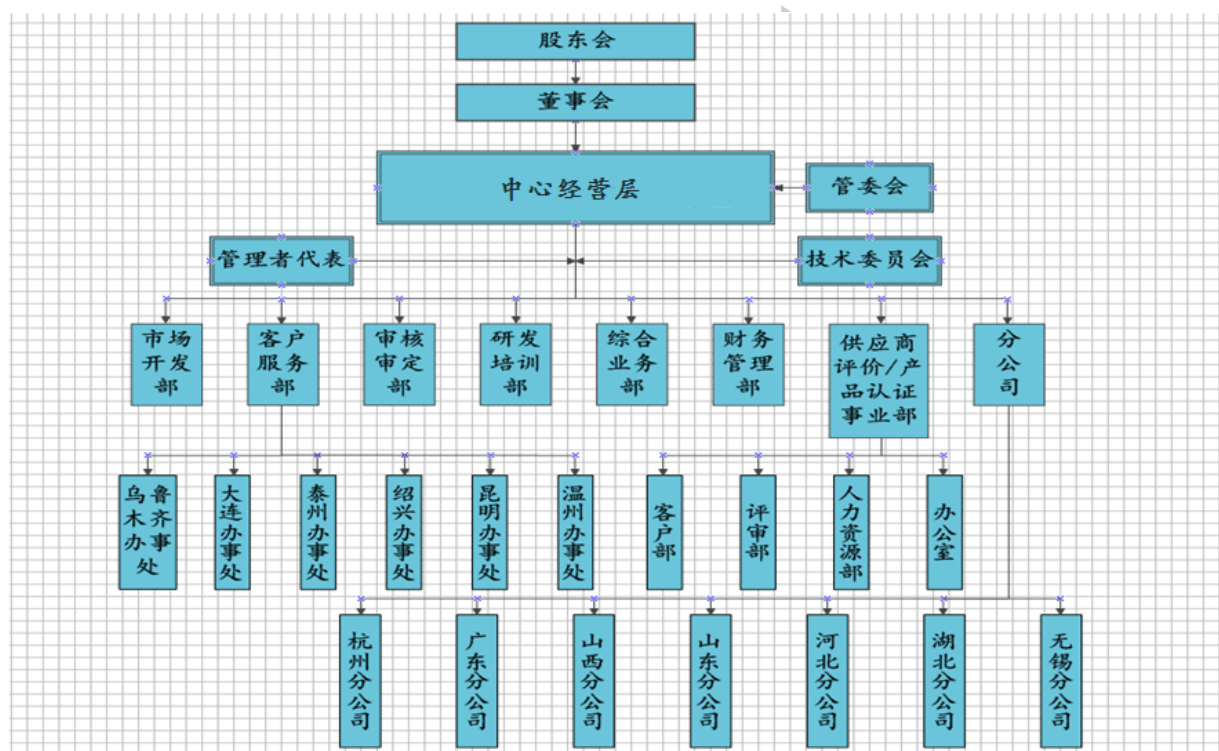 股东会
董事会
中心经营层
管委会
管理者代表
技术委员会
市场
开发
部
客户
服务
部
审核
审定
部
研发
培训
部
综合
业务
部
财务
管理
部
供应商
评价/产
品认证
事业部
分公司
乌鲁
木齐
办事
处
大连办事处
泰州办事处
绍兴办事处
昆明办事处
温州办事处
客户部
评审部
人力资源部
办公室
杭州分公司
广东分公司
山西分公司
山东分公司
河北分公司
湖北分公司
无锡分公司